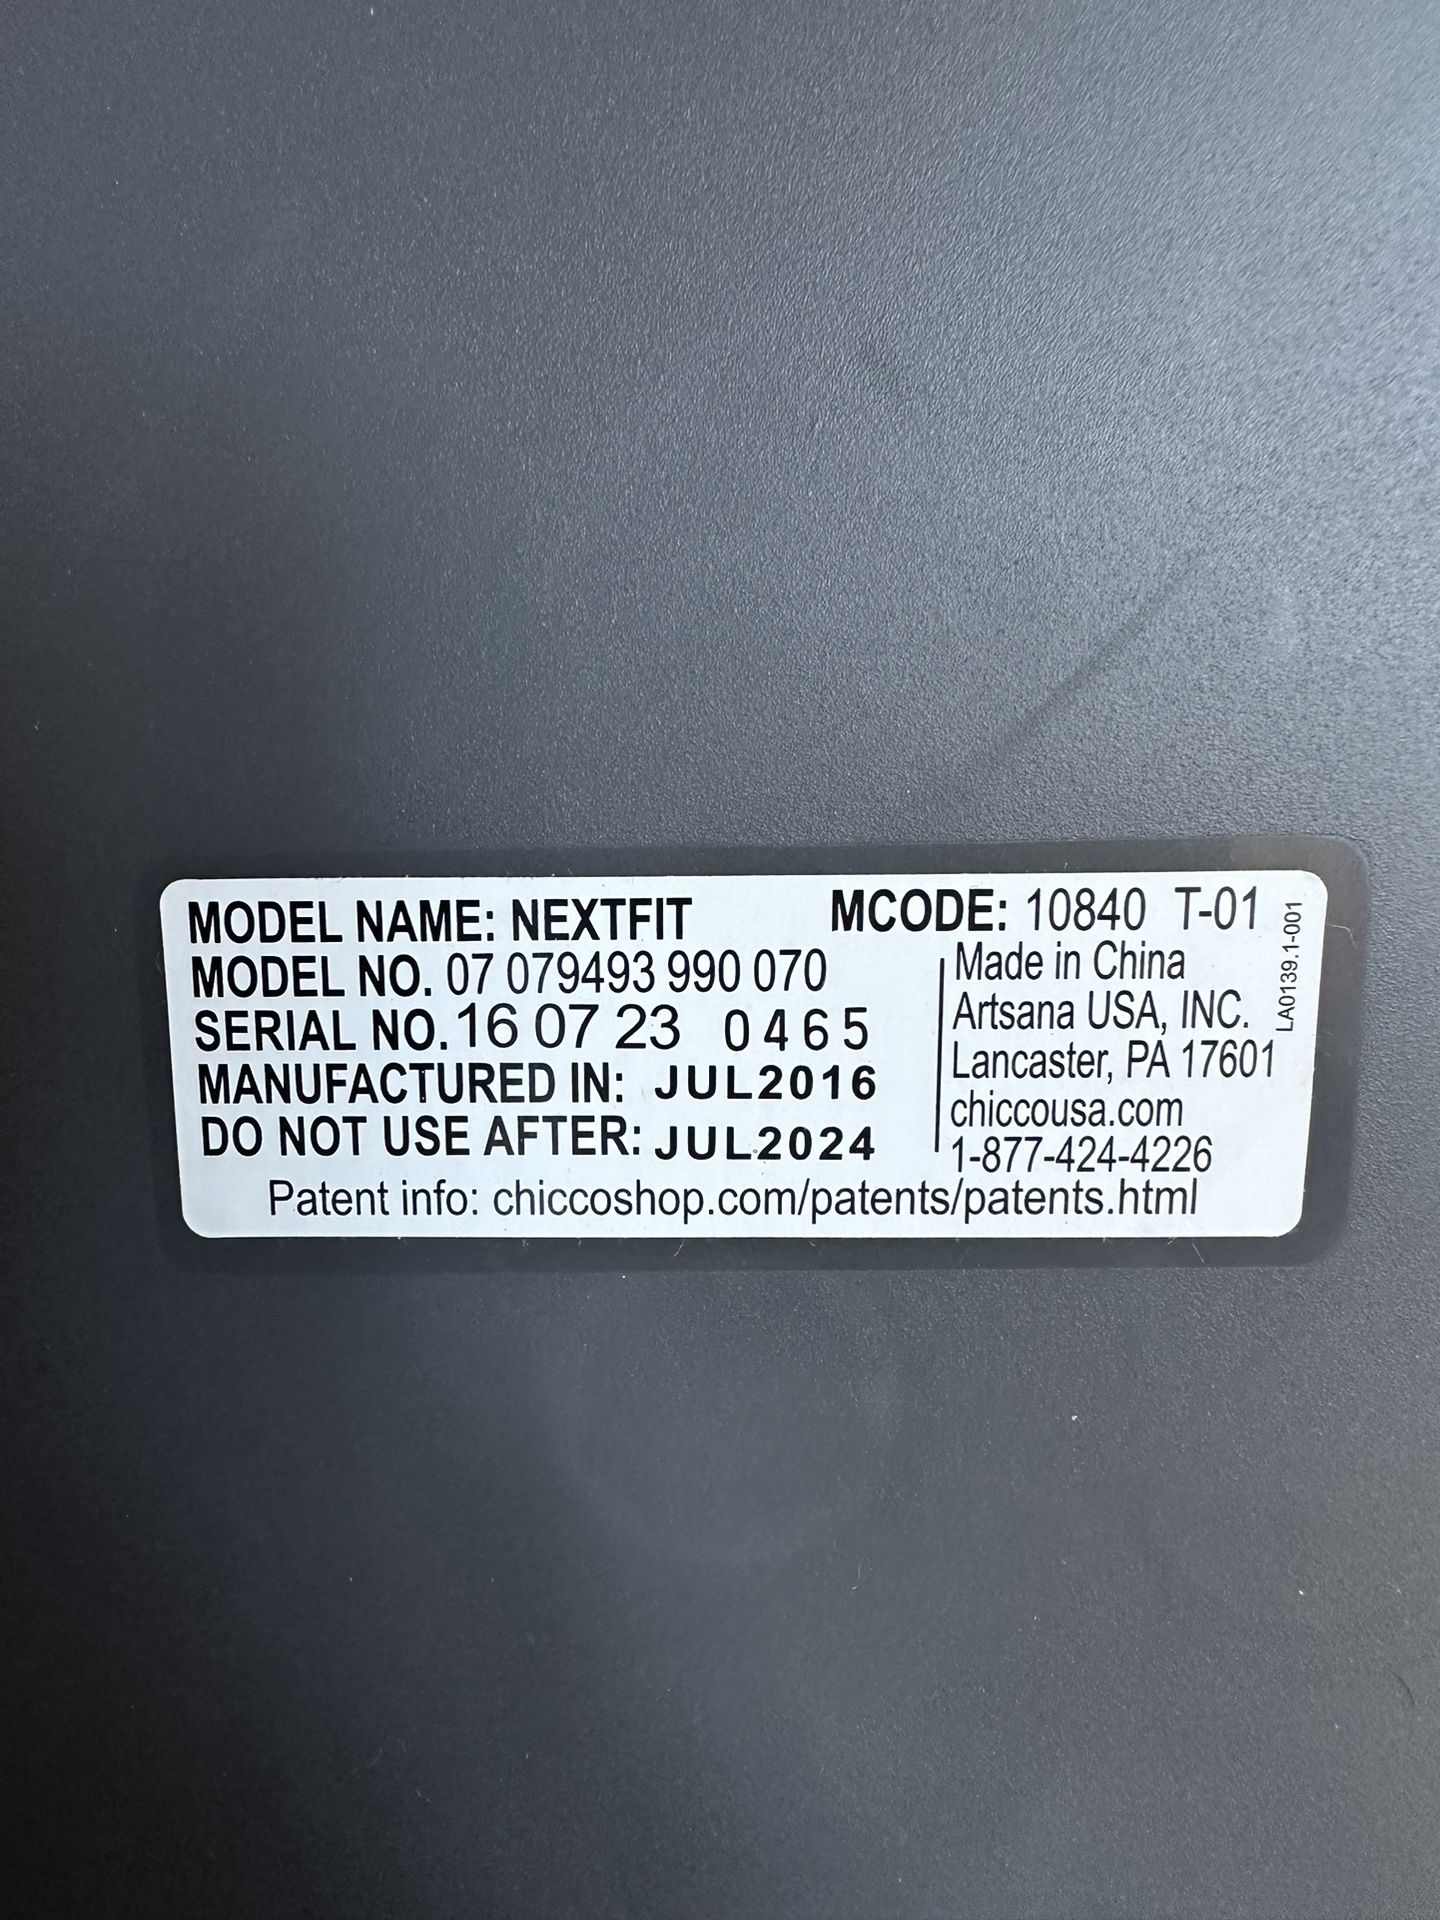 MODEL NAME: NEXTFIT
MODEL NO. 07 079493 990 070
SERIAL NO. 16 07 23 0465
MANUFACTURED IN: JUL2016
DO NOT USE AFTER: JUL2024
MCODE: 10840 T-01
Made in China
Artsana USA, INC.
Lancaster, PA 17601
chiccousa.com
1-877-424-4226
LA0139.1-001
Patent info: chiccoshop.com/patents/patents.html